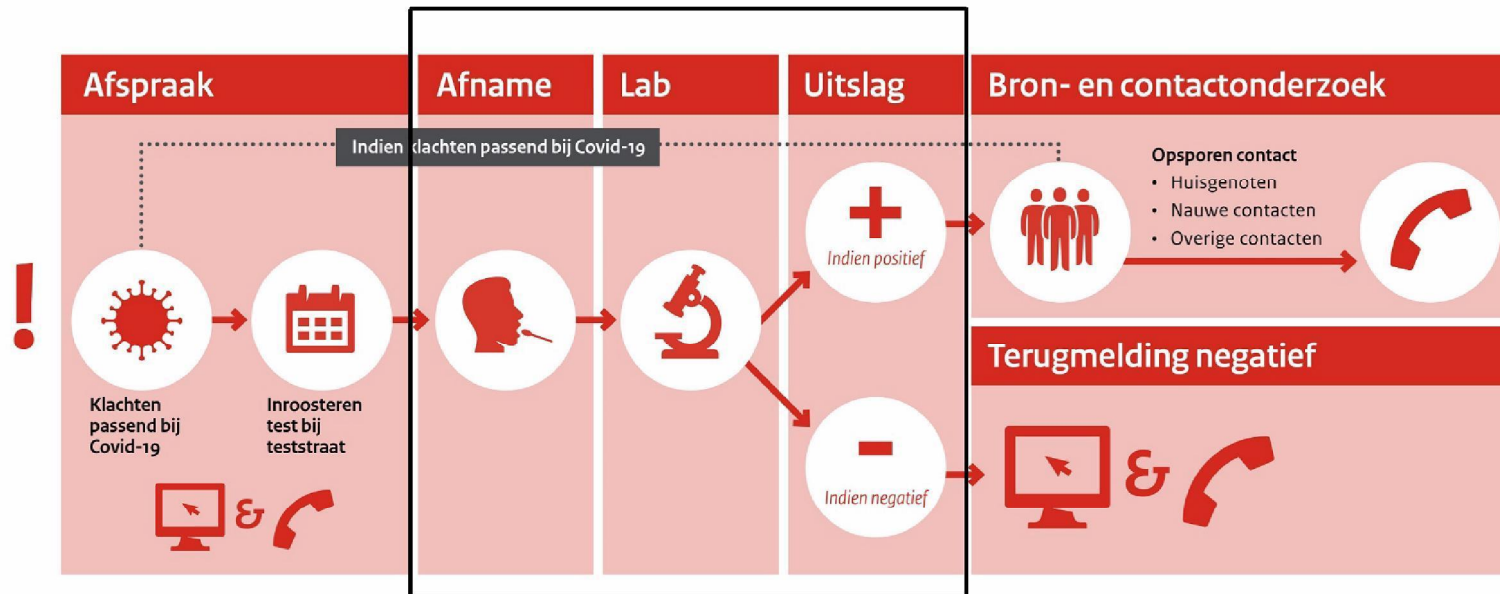 Afspraak
Afname
Lab
Uitslag
Bron- en contactonderzoek
Indien klachten passend bij Covid-19
!
Klachten
passend bij
Covid-19
Inroosteren
test bij
teststraat
&
+
Indien positief
-
Indien negatief
Opsporen contact
• Huisgenoten
• Nauwe contacten
• Overige contacten
Terugmelding negatief
&